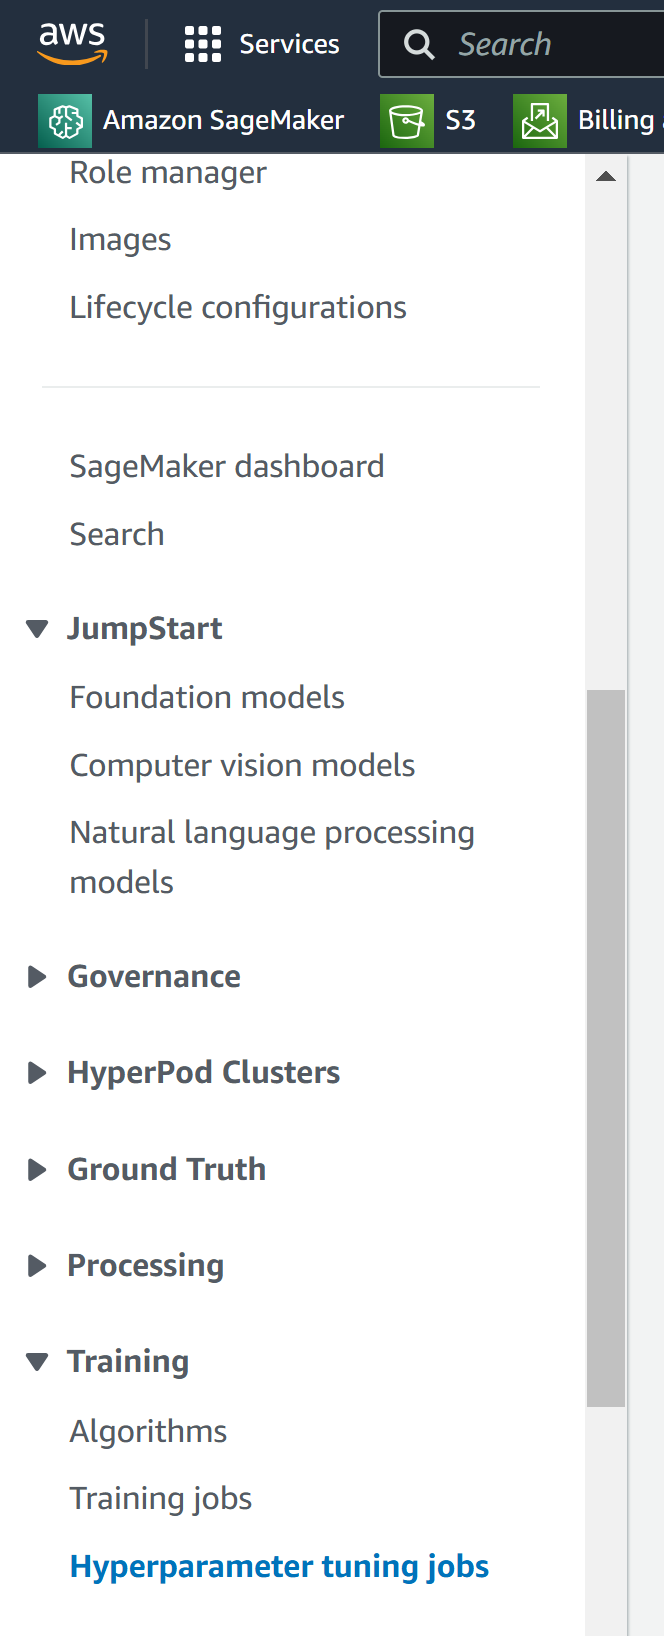 aws
Services
Search
Amazon SageMaker
S3
Billing
Role manager
Images
Lifecycle configurations
SageMaker dashboard
Search
JumpStart
Foundation models
Computer vision models
Natural language processing
models
Governance
HyperPod Clusters
Ground Truth
Processing
Training
Algorithms
Training jobs
Hyperparameter tuning jobs